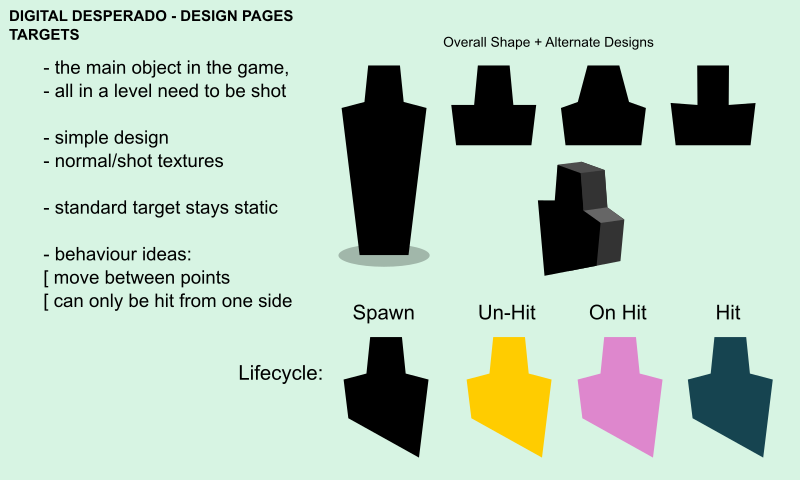 DIGITAL DESPERADO - DESIGN PAGES
TARGETS
- the main object in the game,
- all in a level need to be shot
- simple design
- normal/shot textures
- standard target stays static
- behaviour ideas:
[ move between points
[ can only be hit from one side
Overall Shape + Alternate Designs
Spawn Un-Hit On Hit Hit
Lifecycle: